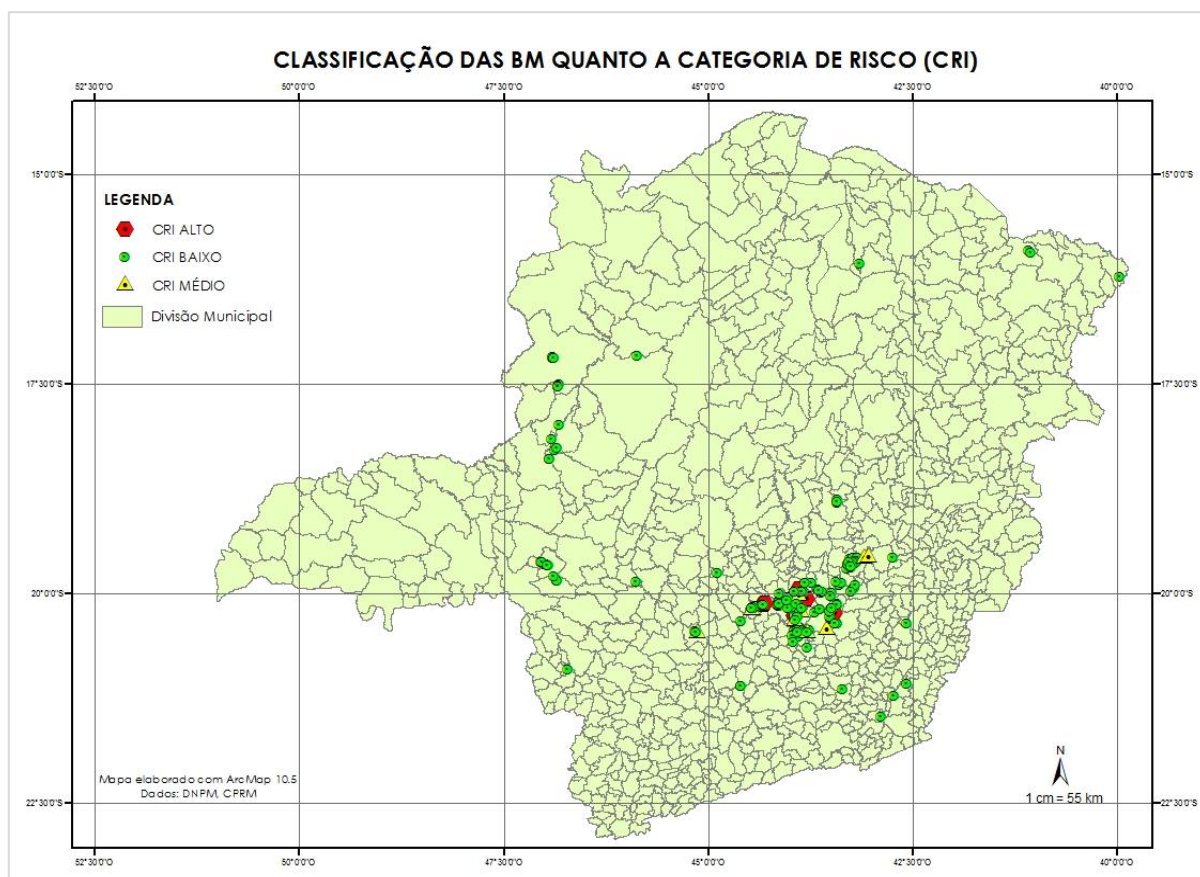 CLASSIFICAÇÃO DAS BM QUANTO A CATEGORIA DE RISCO (CRI)
52°30'0"O 50°0'0"O 47°30'0"O 45°0'0"O 42°30'0"O 40°0'0"O
15°0'0"S 15°0'0"S
LEGENDA
CRI ALTO
CRI BAIXO
CRI MÉDIO
Divisão Municipal
17°30'0"S 17°30'0"S
20°0'0"S 20°0'0"S
N
Mapa elaborado com ArcMap 10.5
Dados: DNPM, CPRM
1 cm = 55 km
22°30'0"S 22°30'0"S
52°30'0"O 50°0'0"O 47°30'0"O 45°0'0"O 42°30'0"O 40°0'0"O